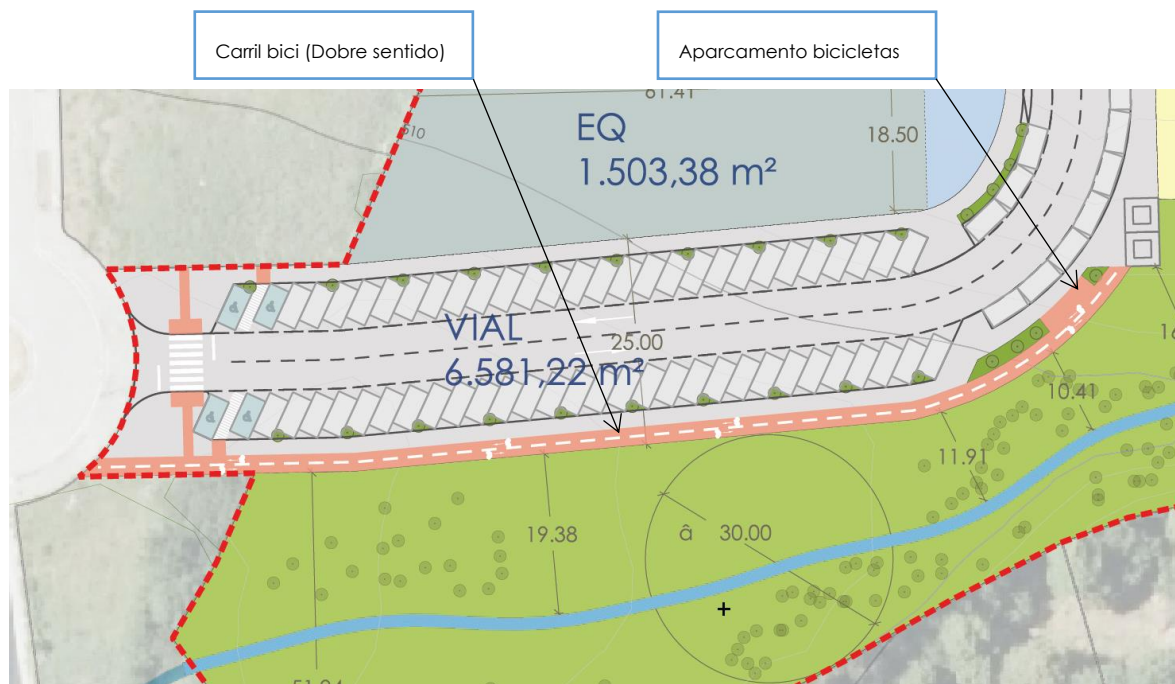 Carril bici (Dobre sentido)
Aparcamento bicicletas
61.41
510
EQ
1.503,38 m²
18.50
VIAL
6.581,22 m²
25.00
10.41
11.91
19.38
â 30.00